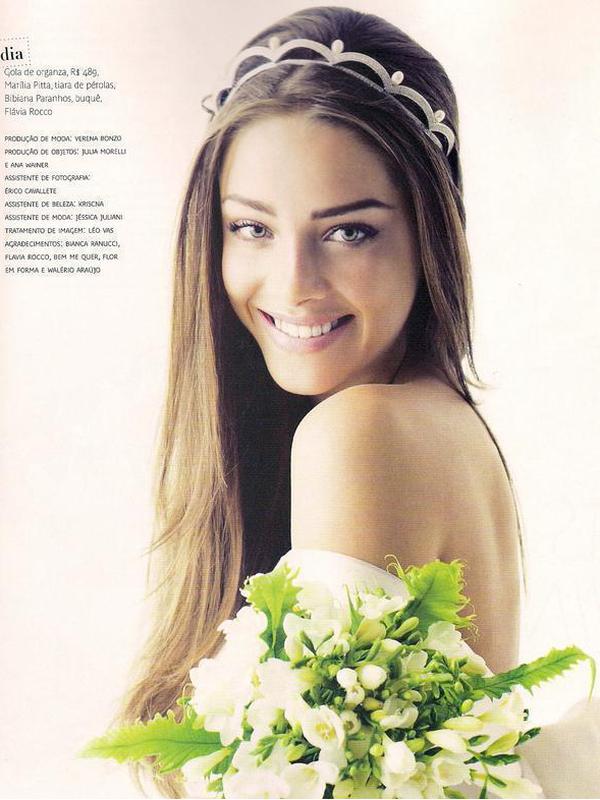 dia
Gola de organza, R$ 489,
Marília Pitta, tiara de pérolas,
Bibiana Paranhos, buquê,
Flávia Rocco
PRODUÇÃO DE MODA: VERENA BONZO
PRODUÇÃO DE OBJETOS: JULIA MORELLI
E ANA WAINER
ASSISTENTE DE FOTOGRAFIA:
ÉRICO CAVALLETE
ASSISTENTE DE BELEZA: KRISCNA
ASSISTENTE DE MODA: JÉSSICA JULIANI
TRATAMENTO DE IMAGEM: LÉO VAS
AGRADECIMENTOS: BIANCA RANUCCI,
FLAVIA ROCCO, BEM ME QUER, FLOR
EM FORMA E WALÉRIO ARAÚJO